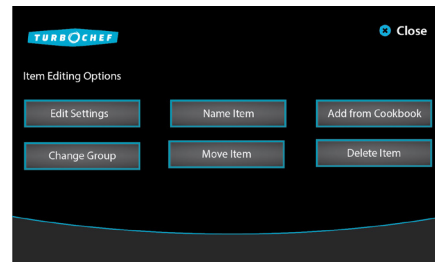 TURBOCHEF
Close
Item Editing Options
Edit Settings
Name Item
Add from Cookbook
Change Group
Move Item
Delete Item